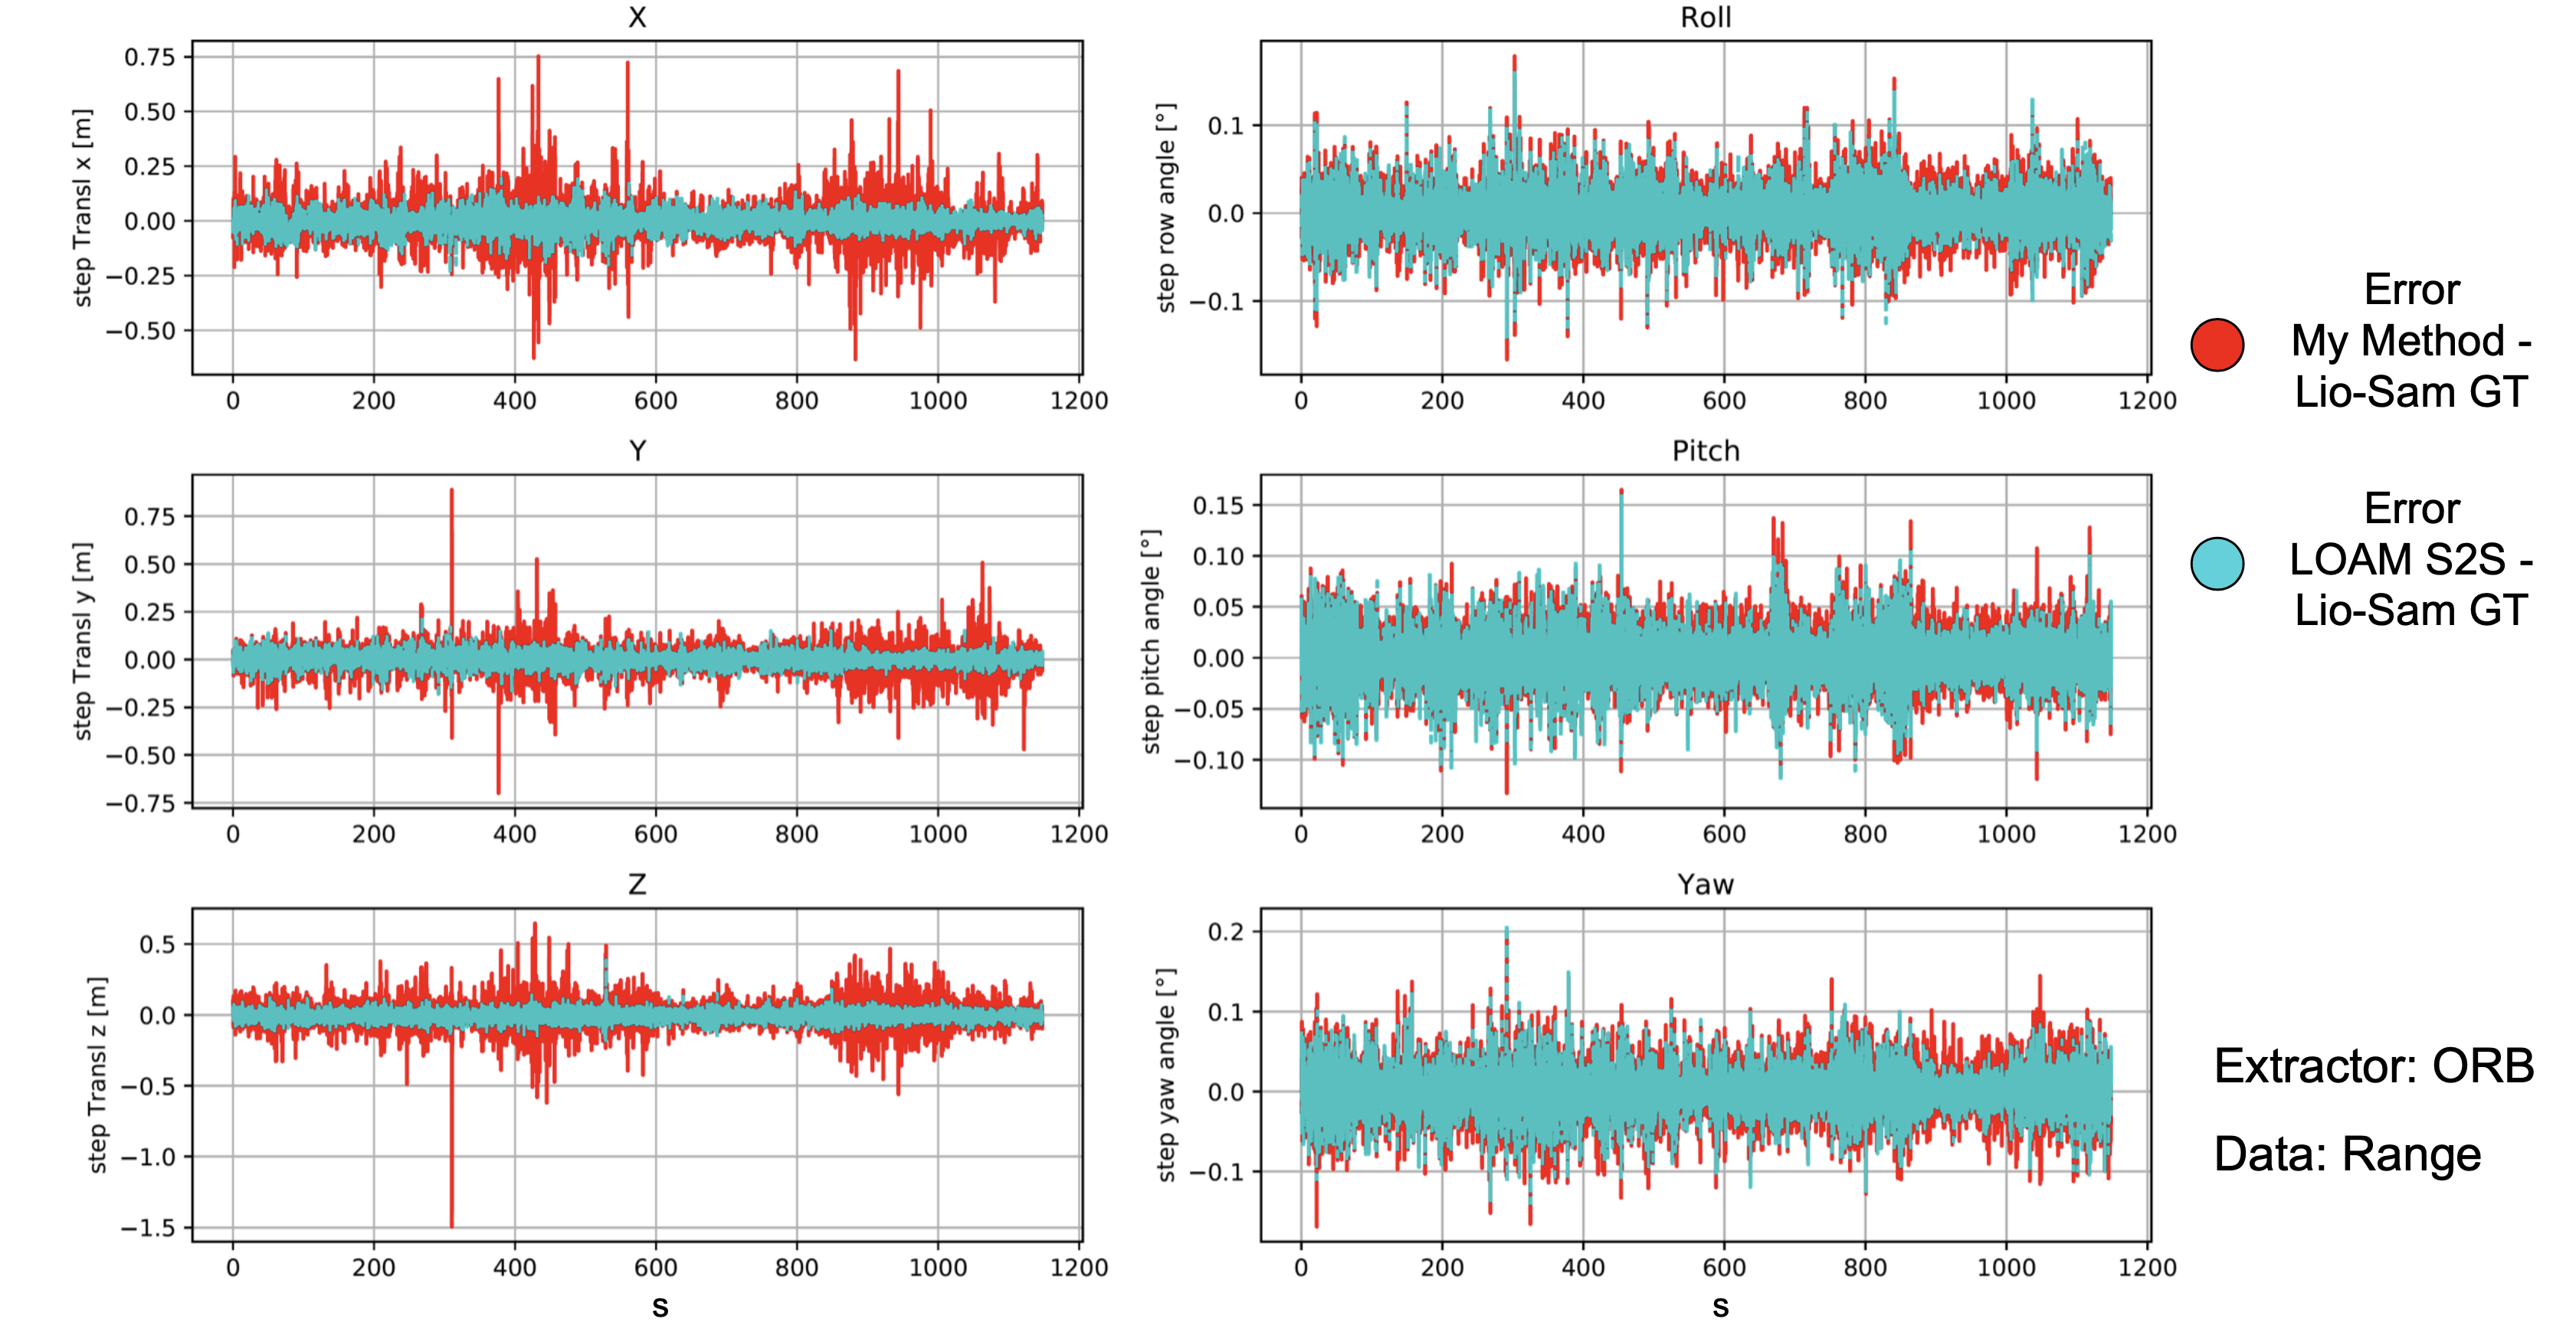 X
step Transl x [m]
0.75
0.50
0.25
0.00
−0.25
−0.50
0 200 400 600 800 1000 1200
Roll
step row angle [°]
0.1
0.0
−0.1
0 200 400 600 800 1000 1200
Y
step Transl y [m]
0.75
0.50
0.25
0.00
−0.25
−0.50
−0.75
0 200 400 600 800 1000 1200
Pitch
step pitch angle [°]
0.15
0.10
0.05
0.00
−0.05
−0.10
0 200 400 600 800 1000 1200
Z
step Transl z [m]
0.5
0.0
−0.5
−1.0
−1.5
0 200 400 600 800 1000 1200
s
Yaw
step yaw angle [°]
0.2
0.1
0.0
−0.1
0 200 400 600 800 1000 1200
s
Error
My Method -
Lio-Sam GT
Error
LOAM S2S -
Lio-Sam GT
Extractor: ORB
Data: Range